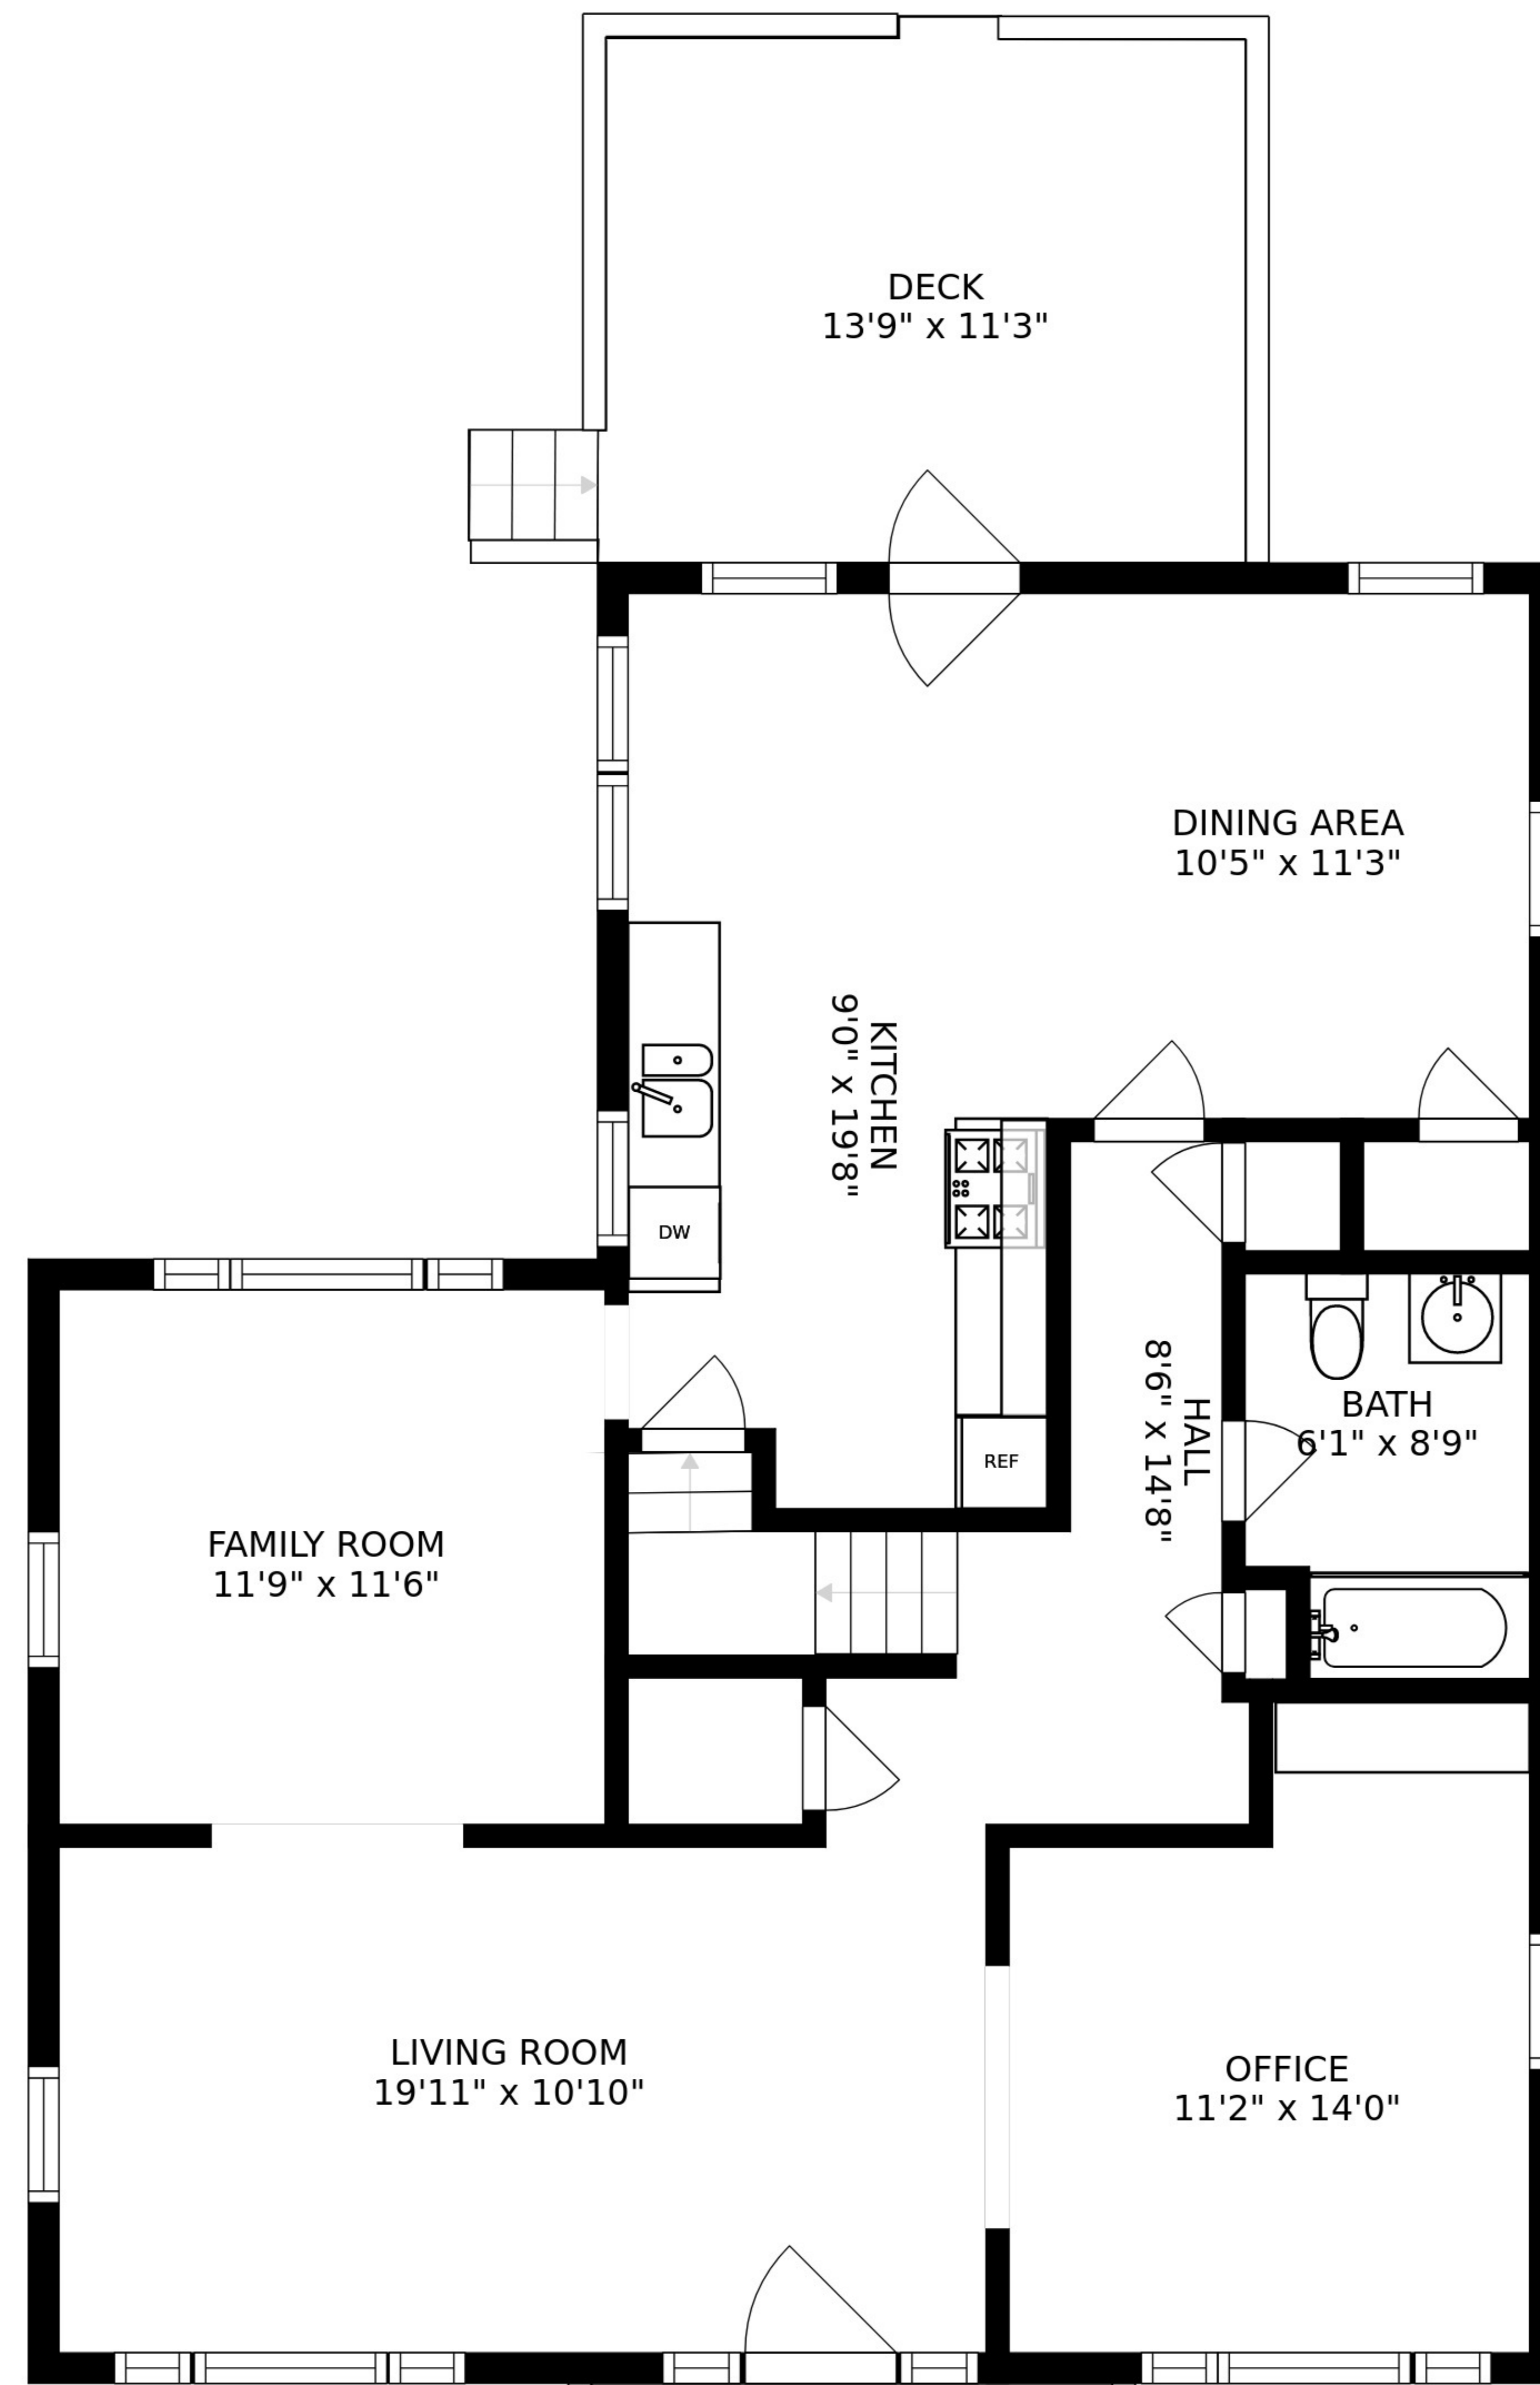 DECK
13'9" x 11'3"
DINING AREA
10'5" x 11'3"
KITCHEN
9'0" x 19'8"
DW
REF
HALL
8'6" x 14'8"
BATH
6'1" x 8'9"
FAMILY ROOM
11'9" x 11'6"
LIVING ROOM
19'11" x 10'10"
OFFICE
11'2" x 14'0"